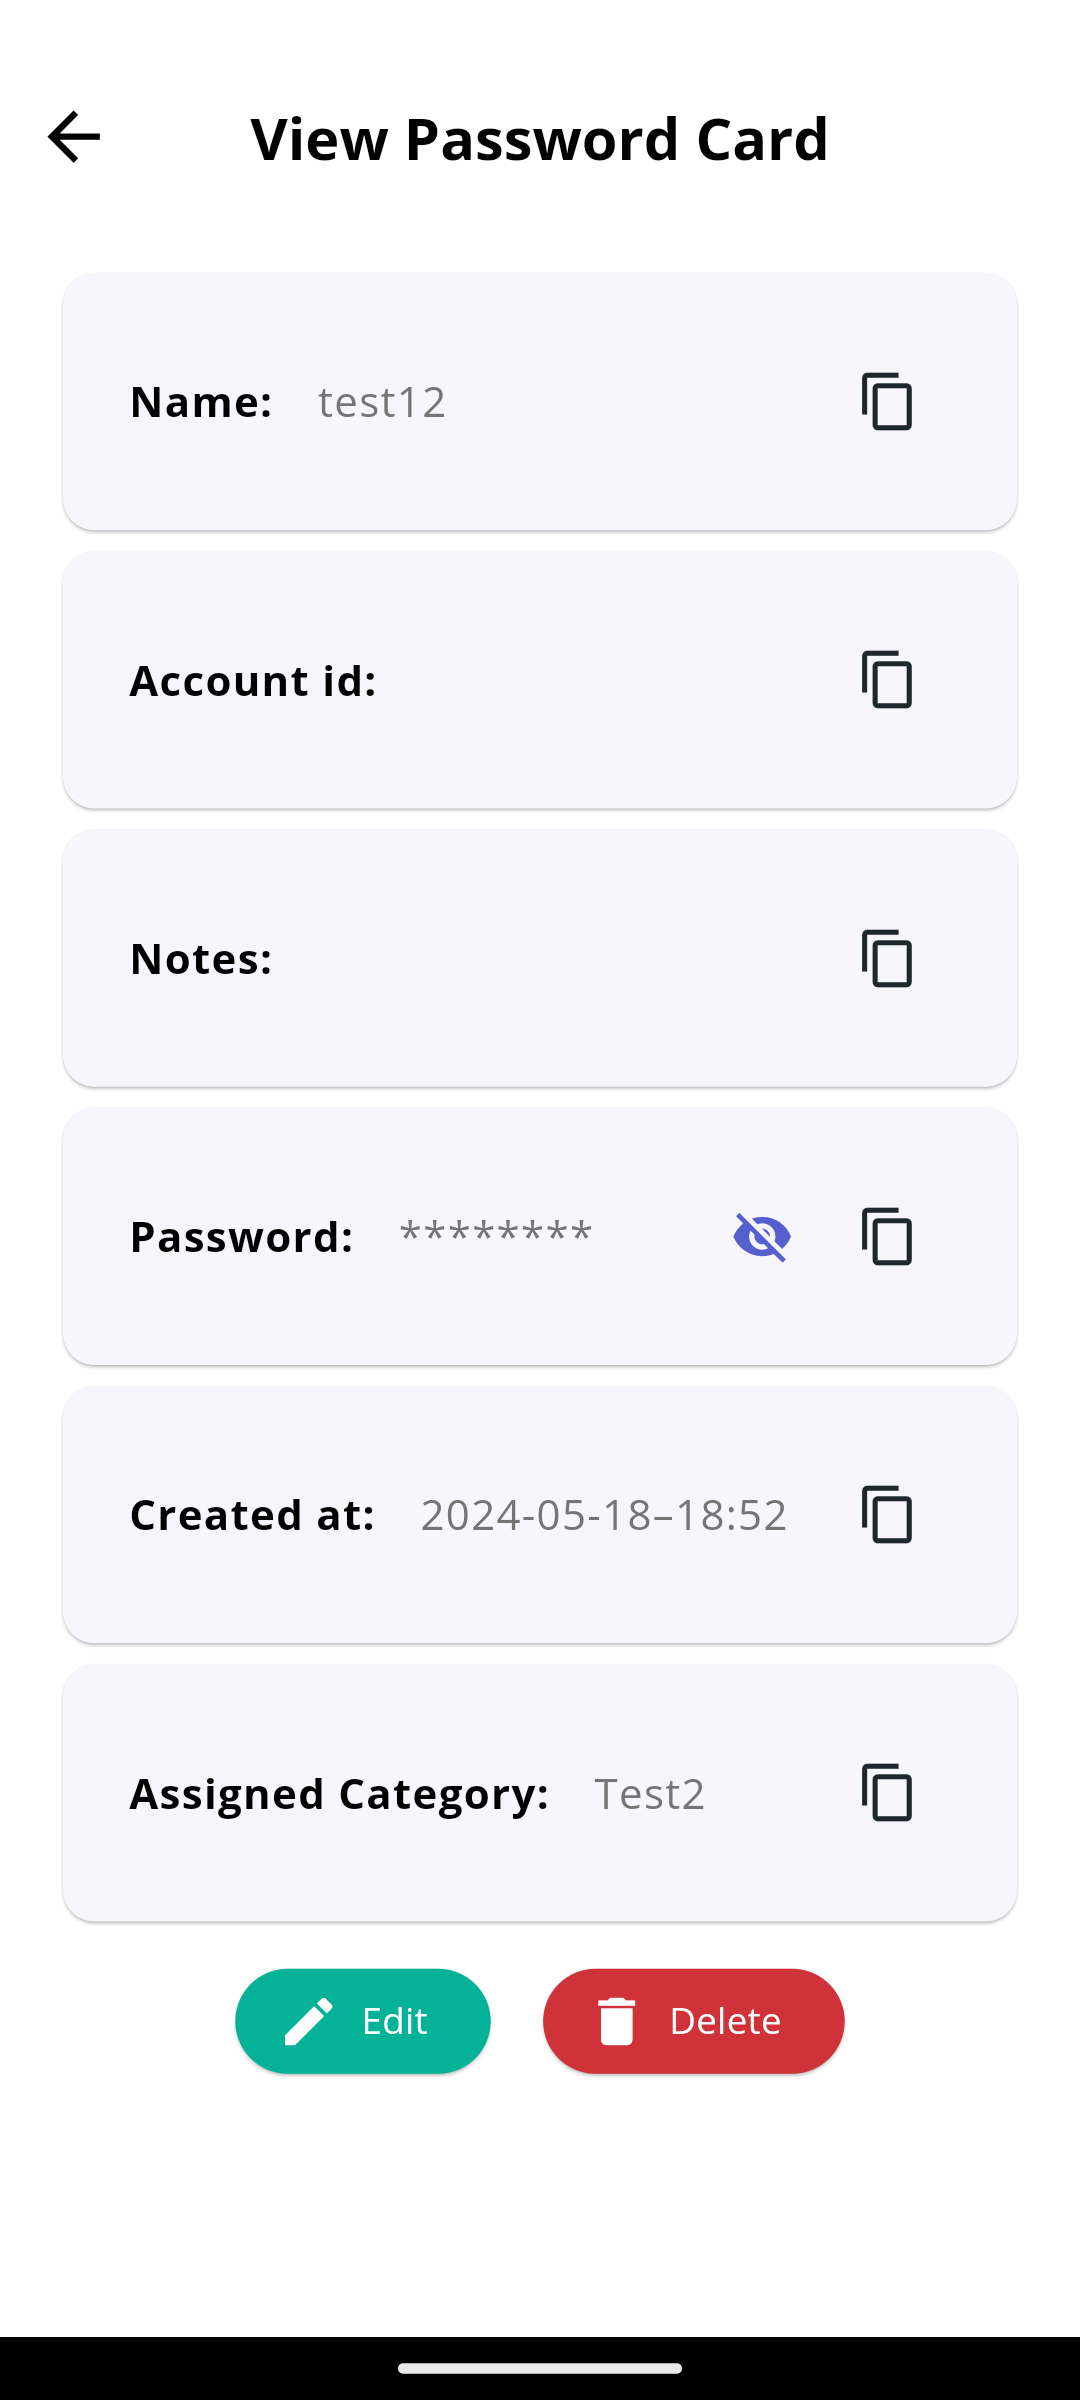 View Password Card
Name: test12
Account id:
Notes:
Password: ********
Created at: 2024-05-18–18:52
Assigned Category: Test2
Edit Delete